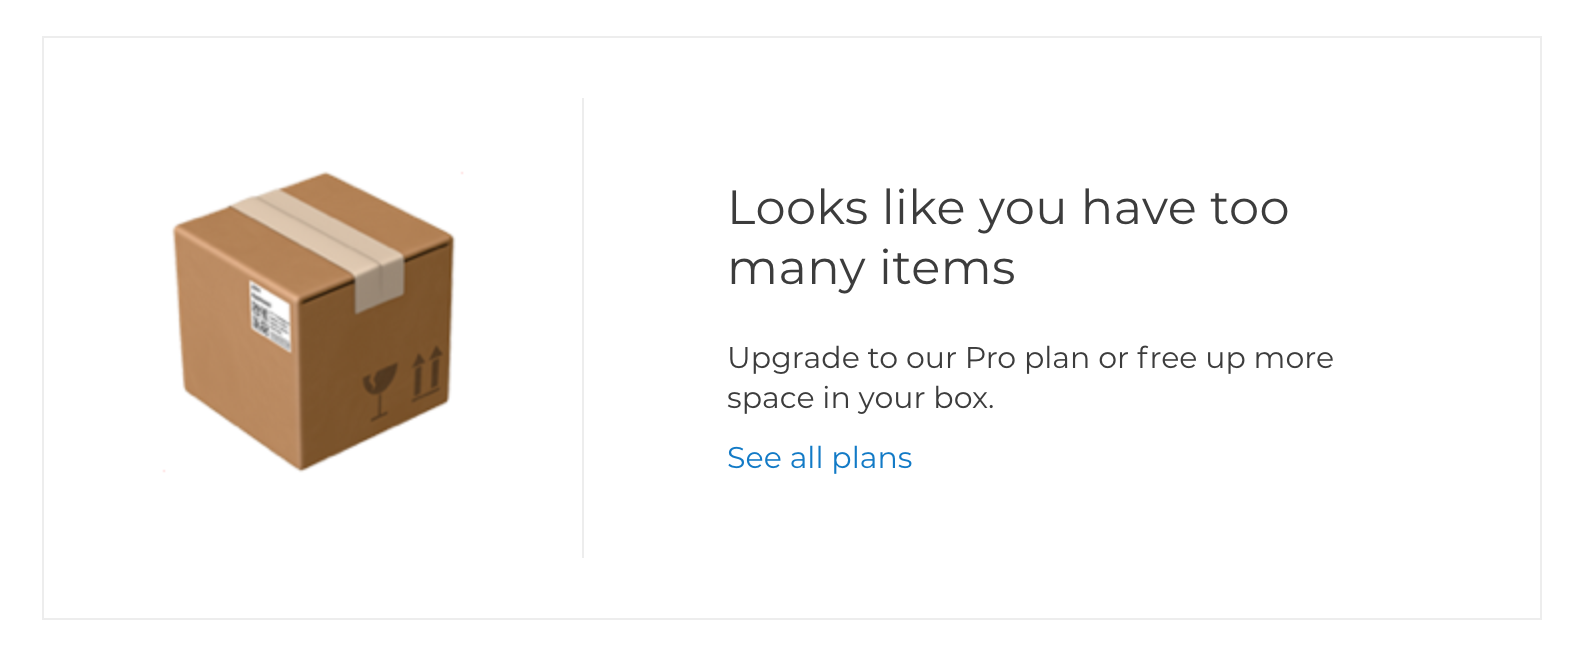 Looks like you have too
many items
Upgrade to our Pro plan or free up more
space in your box.
See all plans